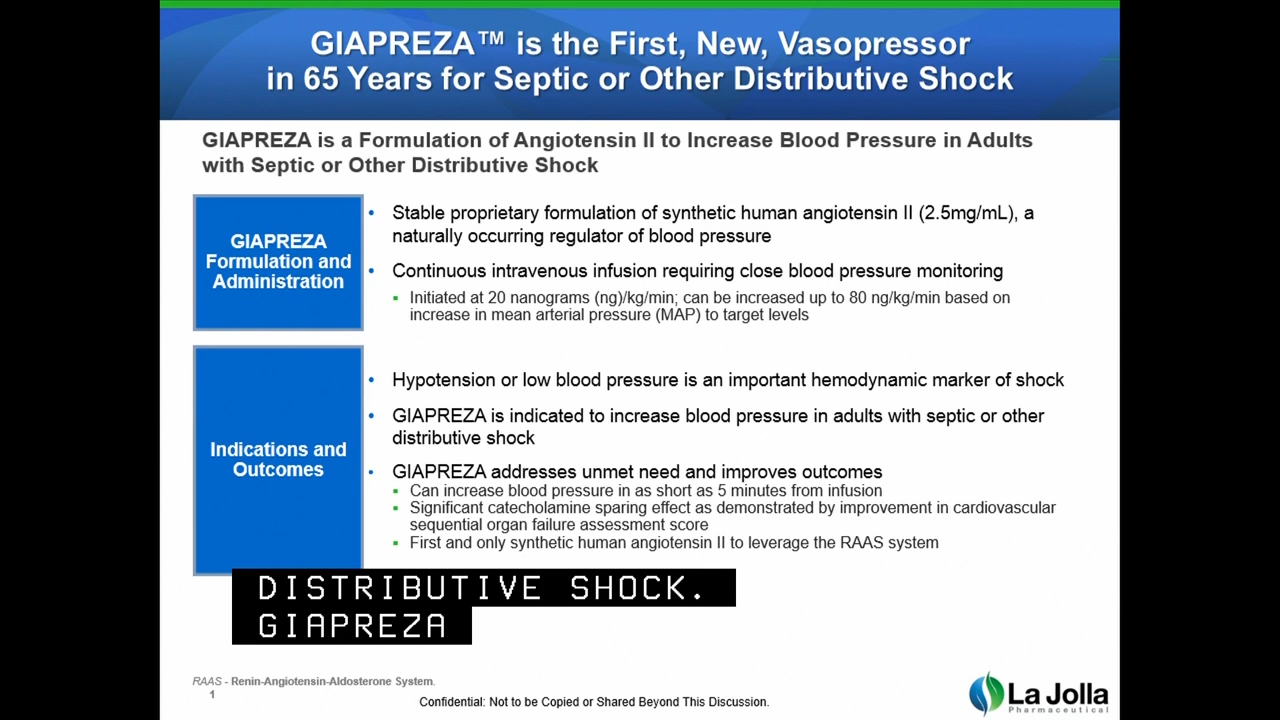 GIAPREZA™ is the First, New, Vasopressor
in 65 Years for Septic or Other Distributive Shock
GIAPREZA is a Formulation of Angiotensin II to Increase Blood Pressure in Adults
with Septic or Other Distributive Shock
GIAPREZA
Formulation and
Administration
• Stable proprietary formulation of synthetic human angiotensin II (2.5mg/mL), a
naturally occurring regulator of blood pressure
• Continuous intravenous infusion requiring close blood pressure monitoring
▪ Initiated at 20 nanograms (ng)/kg/min; can be increased up to 80 ng/kg/min based on
increase in mean arterial pressure (MAP) to target levels
Indications and
Outcomes
• Hypotension or low blood pressure is an important hemodynamic marker of shock
• GIAPREZA is indicated to increase blood pressure in adults with septic or other
distributive shock
• GIAPREZA addresses unmet need and improves outcomes
▪ Can increase blood pressure in as short as 5 minutes from infusion
▪ Significant catecholamine sparing effect as demonstrated by improvement in cardiovascular
sequential organ failure assessment score
▪ First and only synthetic human angiotensin II to leverage the RAAS system
DISTRIBUTIVE SHOCK.
GIAPREZA
RAAS - Renin-Angiotensin-Aldosterone System.
1
Confidential: Not to be Copied or Shared Beyond This Discussion.
La Jolla
Pharmaceutical